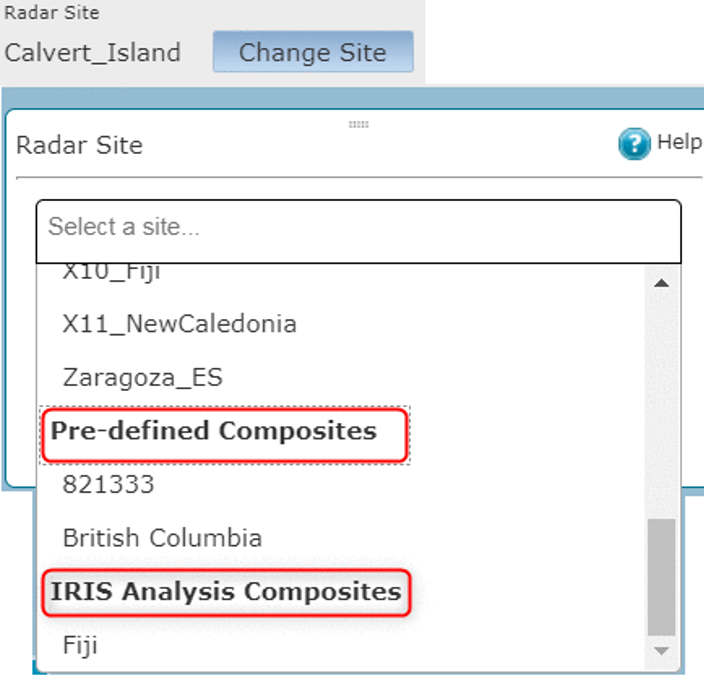 Radar Site
Calvert_Island Change Site
Radar Site Help
Select a site...
X10_Fiji
X11_NewCaledonia
Zaragoza_ES
Pre-defined Composites
821333
British Columbia
IRIS Analysis Composites
Fiji